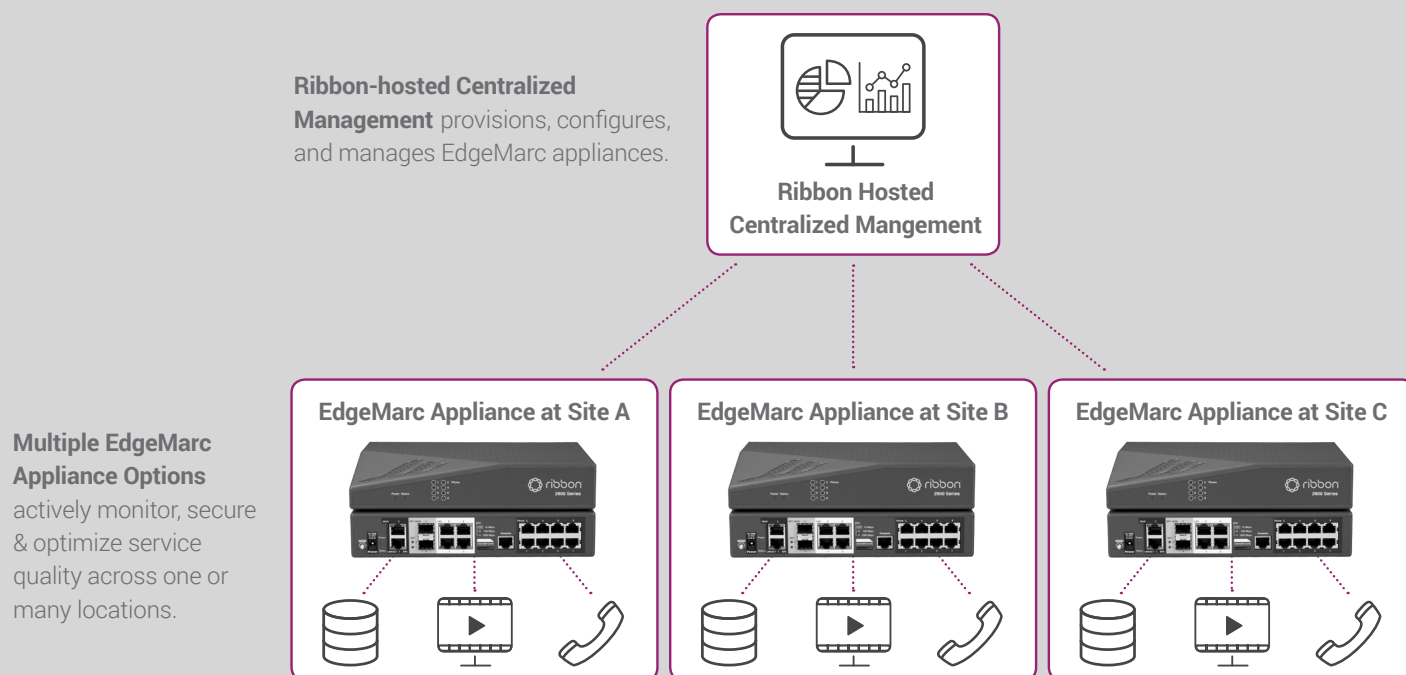 Ribbon-hosted Centralized
Management provisions, configures,
and manages EdgeMarc appliances.
Ribbon Hosted
Centralized Mangement
Multiple EdgeMarc
Appliance Options
actively monitor, secure
& optimize service
quality across one or
many locations.
EdgeMarc Appliance at Site A
ribbon
2900 Series
EdgeMarc Appliance at Site B
ribbon
2900 Series
EdgeMarc Appliance at Site C
ribbon
2900 Series